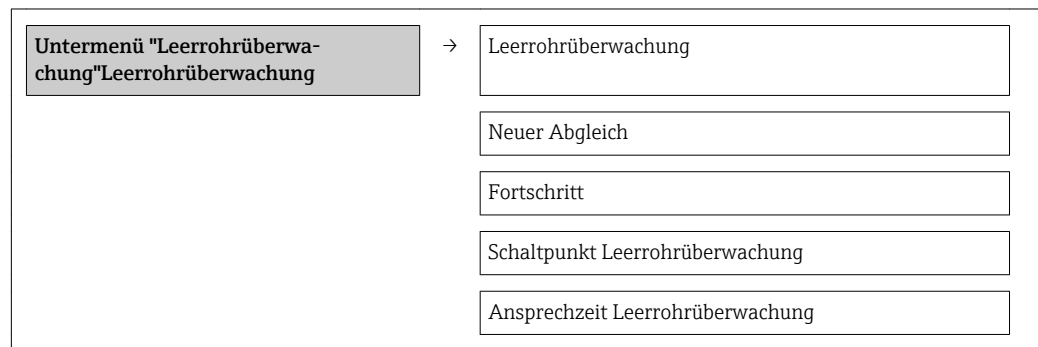 Untermenü "Leerrohrüberwa-
chung"Leerrohrüberwachung
→ Leerrohrüberwachung
Neuer Abgleich
Fortschritt
Schaltpunkt Leerrohrüberwachung
Ansprechzeit Leerrohrüberwachung